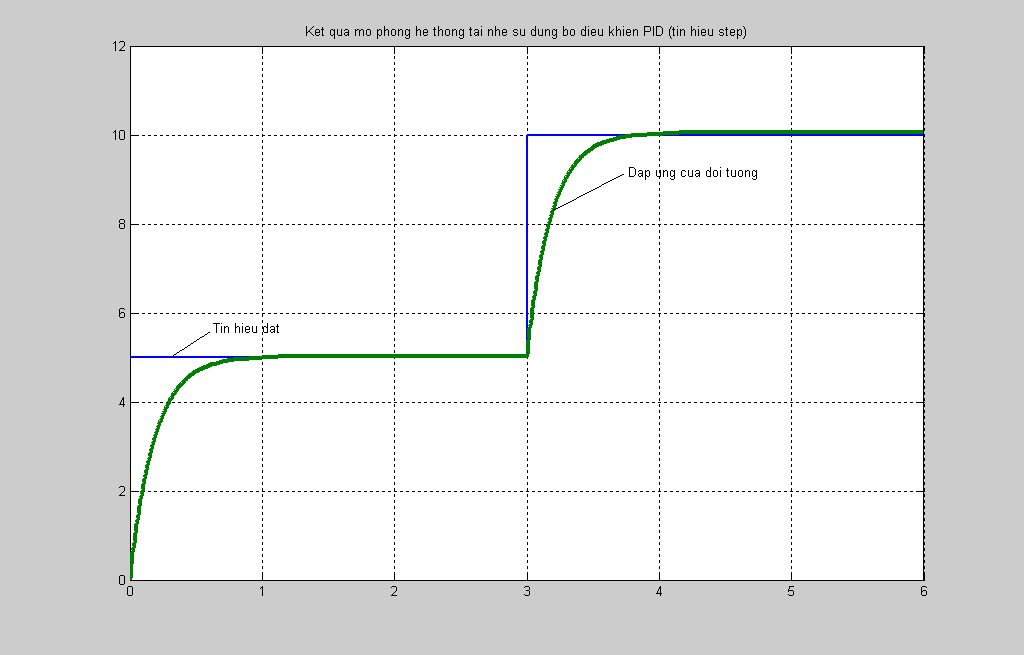 Ket qua mo phong he thong tai nhe su dung bo dieu khien PID (tin hieu step)
12
10
Dap ung cua doi tuong
8
6
Tin hieu dat
4
2
0
0 1 2 3 4 5 6